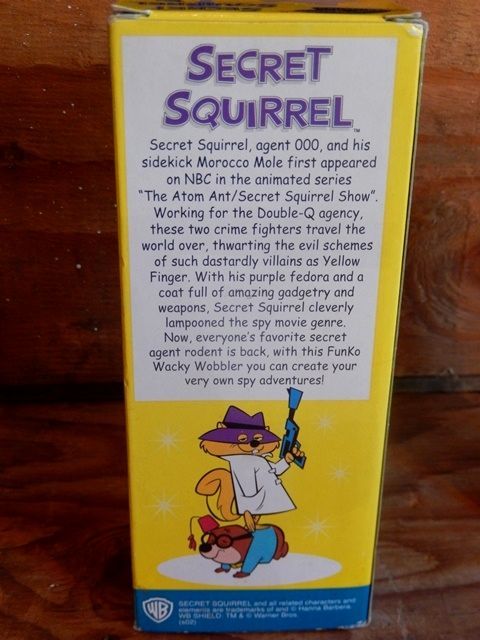 SECRET
SQUIRREL™
Secret Squirrel, agent 000, and his
sidekick Morocco Mole first appeared
on NBC in the animated series
"The Atom Ant/Secret Squirrel Show".
Working for the Double-Q agency,
these two crime fighters travel the
world over, thwarting the evil schemes
of such dastardly villains as Yellow
Finger. With his purple fedora and a
coat full of amazing gadgetry and
weapons, Secret Squirrel cleverly
lampooned the spy movie genre.
Now, everyone's favorite secret
agent rodent is back, with this FunKo
Wacky Wobbler you can create your
very own spy adventures!
WB
SECRET SQUIRREL and all related characters and
elements are trademarks of and © Hanna Barbera.
WB SHIELD: TM & © Warner Bros.
(s02)